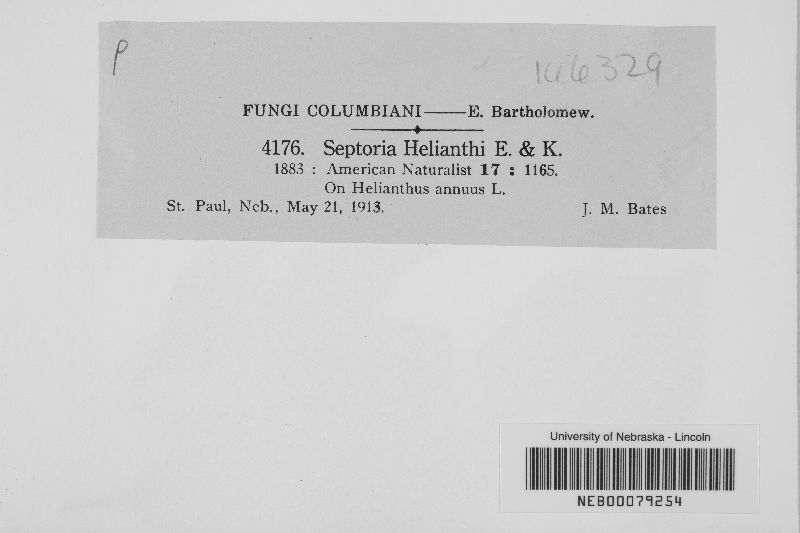 P
146329
FUNGI COLUMBIANI——E. Bartholomew.
4176. Septoria Helianthi E. & K.
1883 : American Naturalist 17 : 1165.
On Helianthus annuus L.
St. Paul, Neb., May 21, 1913.
J. M. Bates
University of Nebraska - Lincoln
NEB00079254